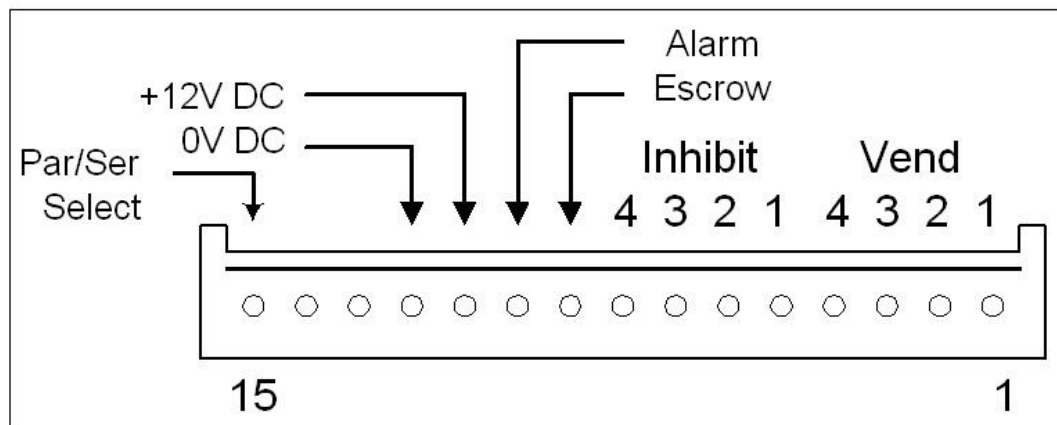 Alarm
Escrow
+12V DC
0V DC
Par/Ser
Select
Inhibit
Vend
4 3 2 1
4 3 2 1
15
1